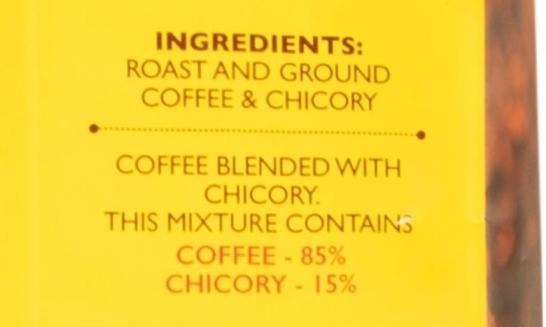 INGREDIENTS:
ROAST AND GROUND
COFFEE & CHICORY
COFFEE BLENDED WITH
CHICORY.
THIS MIXTURE CONTAINS
COFFEE - 85%
CHICORY - 15%